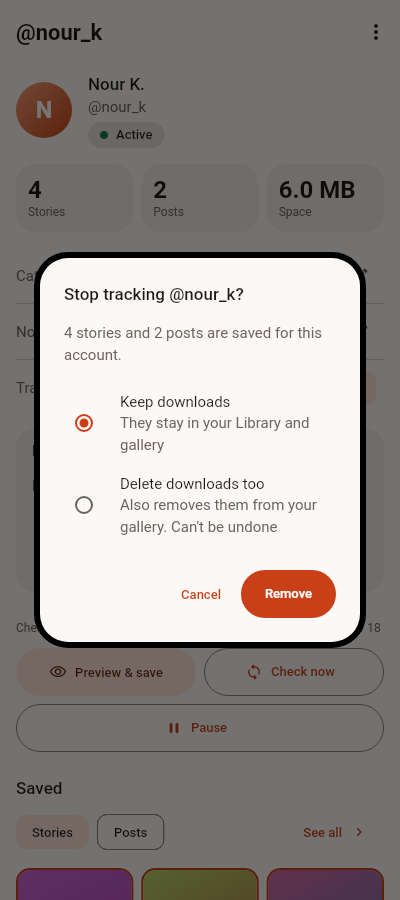 @nour_k
N
Nour K.
@nour_k
Active
4
Stories
2
Posts
6.0 MB
Space
Stop tracking @nour_k?
4 stories and 2 posts are saved for this
account.
Keep downloads
They stay in your Library and
gallery
Delete downloads too
Also removes them from your
gallery. Can't be undone
Cancel
Remove
18
Preview & save
Check now
Pause
Saved
Stories
Posts
See all